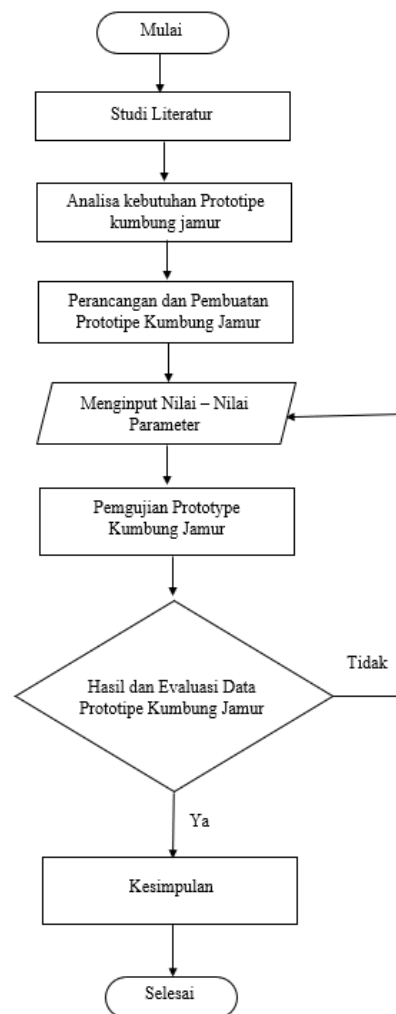 Mulai
Studi Literatur
Analisa kebutuhan Prototipe
kumbung jamur
Perancangan dan Pembuatan
Prototipe Kumbung Jamur
Menginput Nilai – Nilai
Parameter
Pemgujian Prototype
Kumbung Jamur
Hasil dan Evaluasi Data
Prototipe Kumbung Jamur
Tidak
Ya
Kesimpulan
Selesai